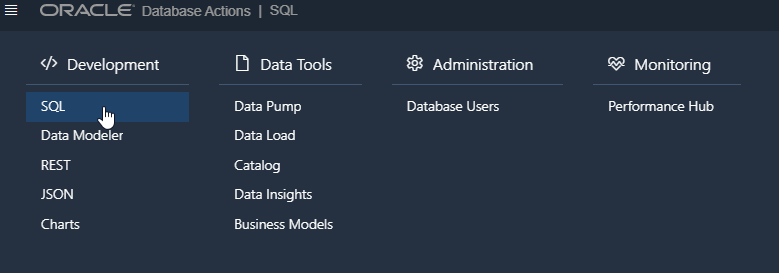 ORACLE Database Actions | SQL
Development
SQL
Data Modeler
REST
JSON
Charts
Data Tools
Data Pump
Data Load
Catalog
Data Insights
Business Models
Administration
Database Users
Monitoring
Performance Hub